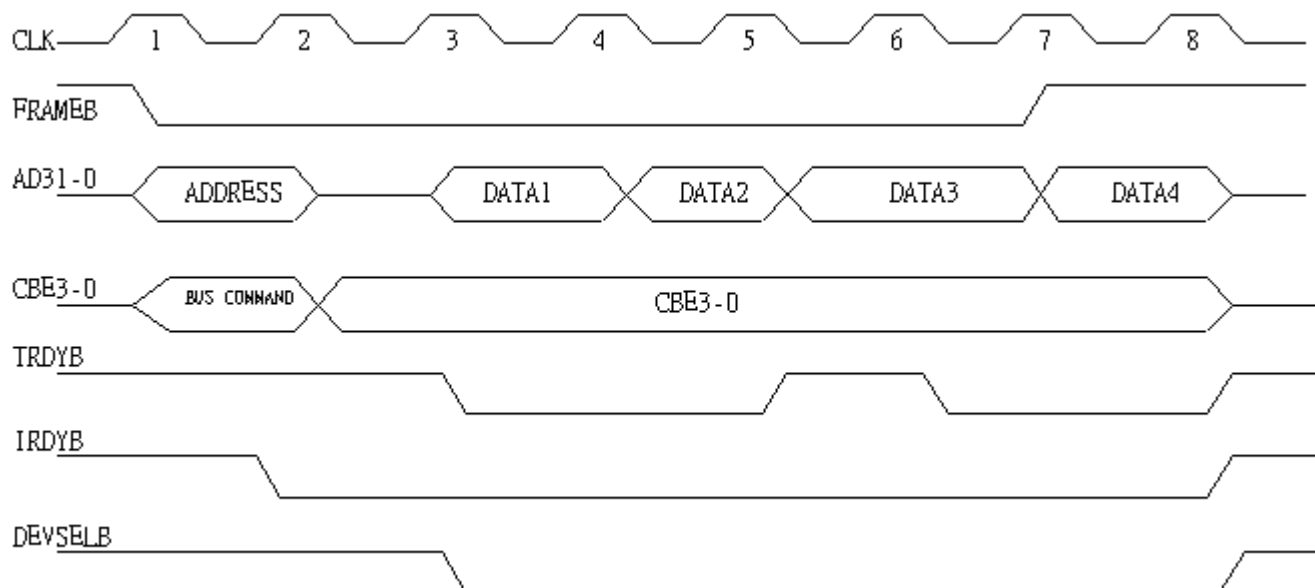 CLK 1 2 3 4 5 6 7 8
FRAMEB
AD31-0 ADDRESS DATA1 DATA2 DATA3 DATA4
CBE3-0 BUS COMMAND CBE3-0
TRDYB
IRDYB
DEVSELB